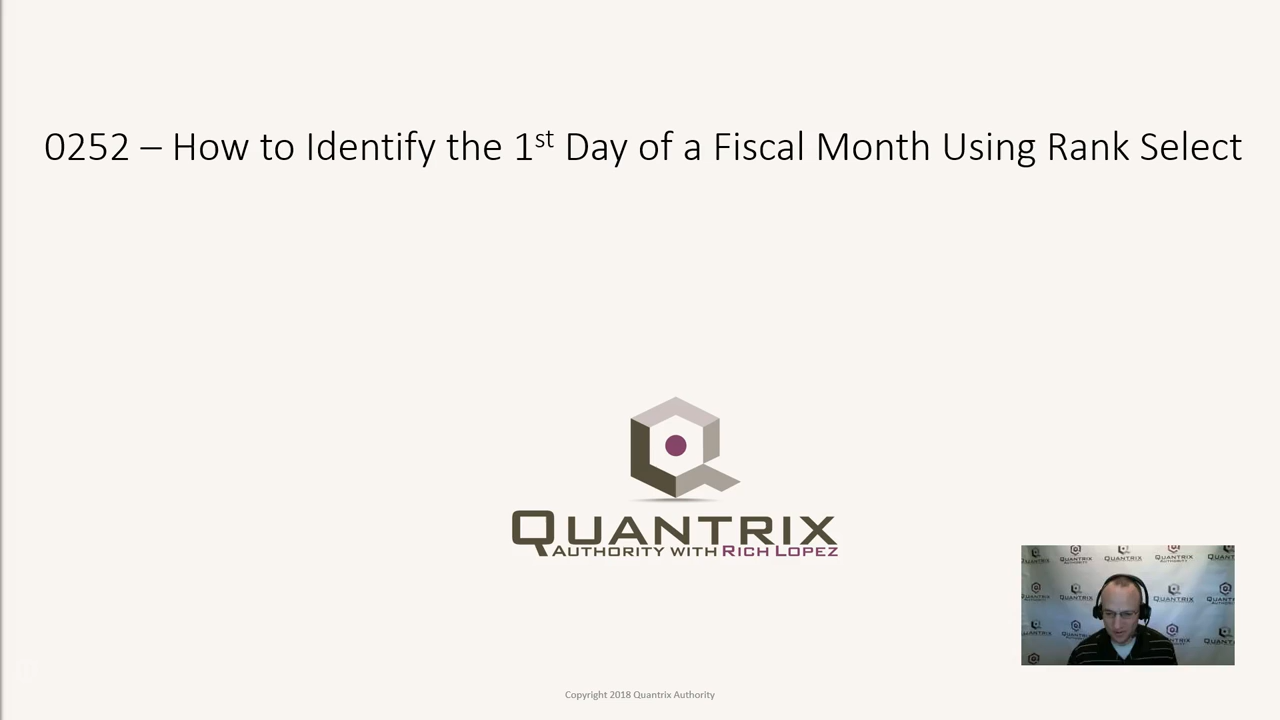 0252 – How to Identify the 1st Day of a Fiscal Month Using Rank Select
QUANTRIX
AUTHORITY WITH RICH LOPEZ
Copyright 2018 Quantrix Authority